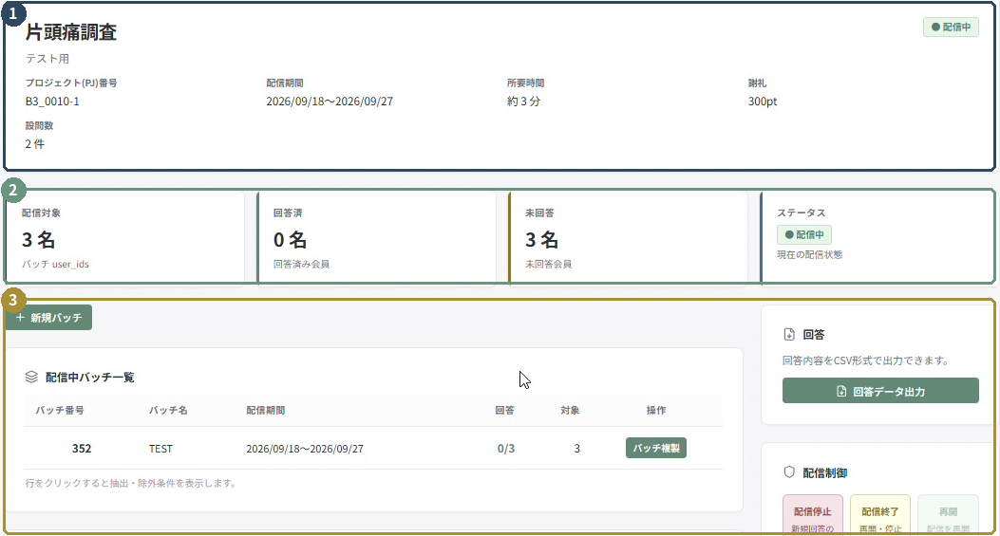 1
片頭痛調査
配信中
テスト用
プロジェクト(PJ)番号
配信期間
所要時間
謝礼
B3_0010-1
2026/09/18～2026/09/27
約 3 分
300pt
設問数
2 件
2
配信対象
3 名
バッチ user_ids
回答済
0 名
回答済み会員
未回答
3 名
未回答会員
ステータス
配信中
現在の配信状態
3
+ 新規バッチ
配信中バッチ一覧
バッチ番号 バッチ名 配信期間 回答 対象 操作
352 TEST 2026/09/18～2026/09/27 0/3 3 バッチ複製
行をクリックすると抽出・除外条件を表示します。
回答
回答内容をCSV形式で出力できます。
回答データ出力
配信制御
配信停止
新規回答の
配信終了
再開・停止
再開
配信を再開